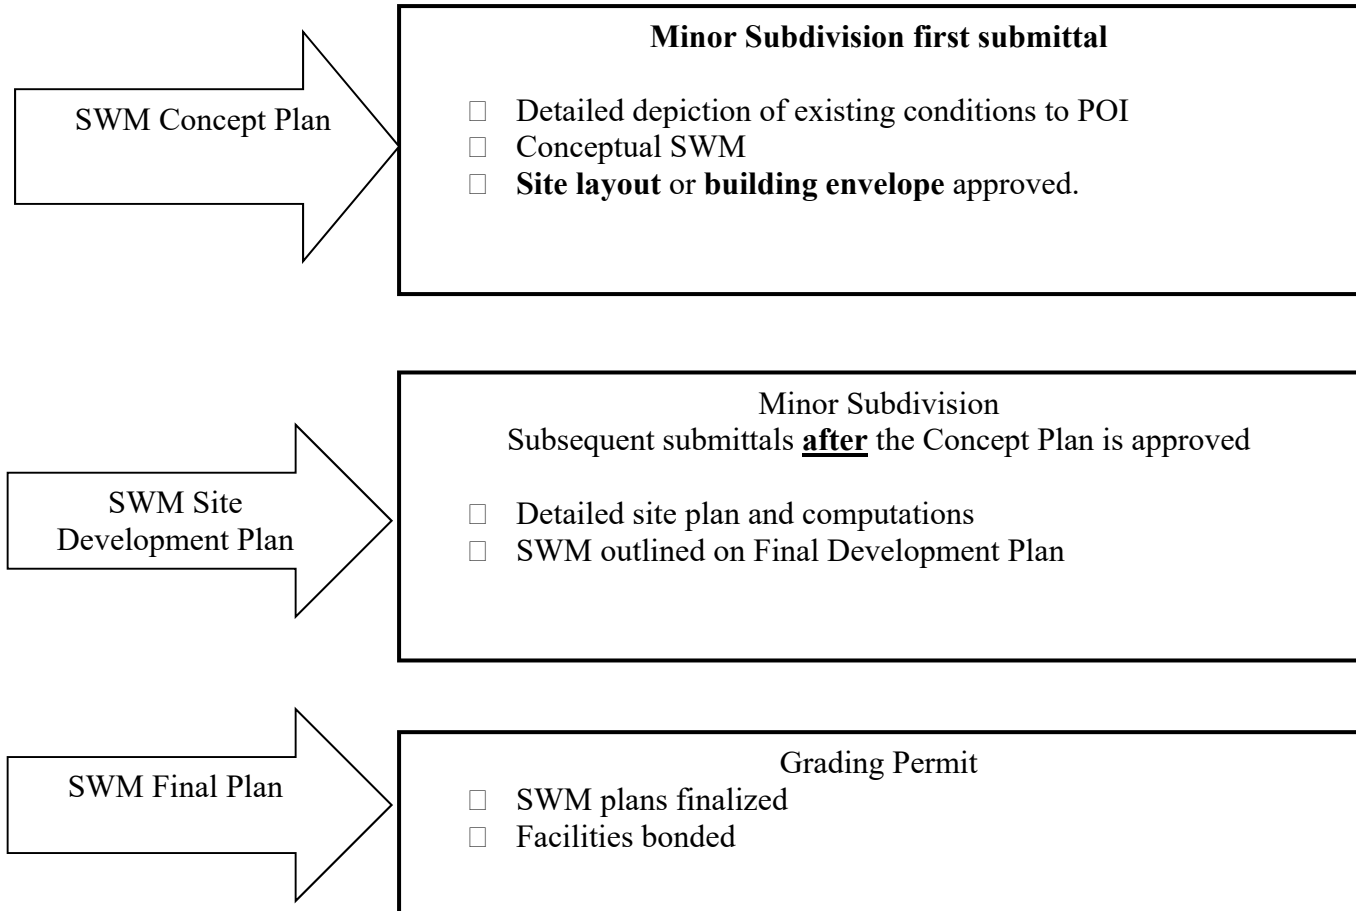 SWM Concept Plan
Minor Subdivision first submittal
☐ Detailed depiction of existing conditions to POI
☐ Conceptual SWM
☐ Site layout or building envelope approved.
SWM Site
Development Plan
Minor Subdivision
Subsequent submittals after the Concept Plan is approved
☐ Detailed site plan and computations
☐ SWM outlined on Final Development Plan
SWM Final Plan
Grading Permit
☐ SWM plans finalized
☐ Facilities bonded